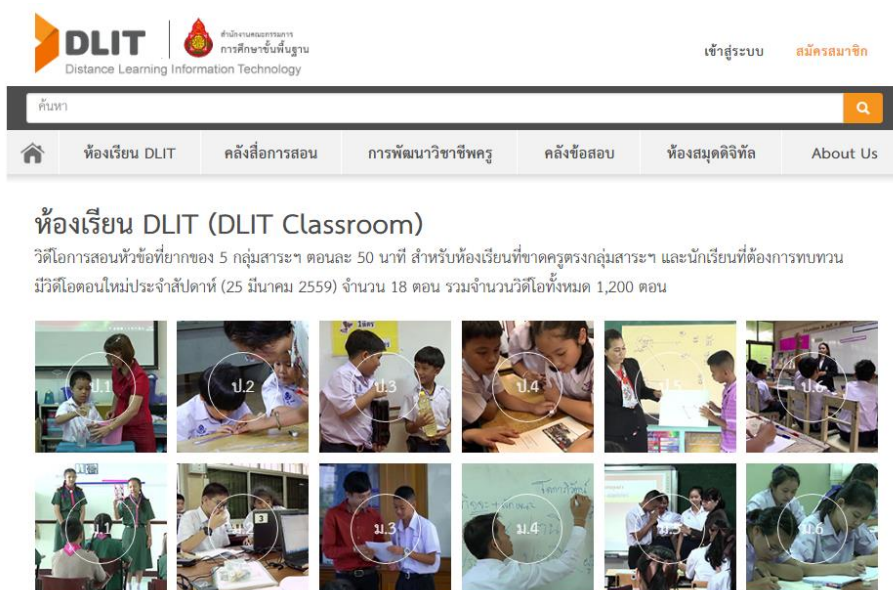 DLIT
สำนักงานคณะกรรมการ
การศึกษาขั้นพื้นฐาน
Distance Learning Information Technology
เข้าสู่ระบบ สมัครสมาชิก
ค้นหา
ห้องเรียน DLIT คลังสื่อการสอน การพัฒนาวิชาชีพครู คลังข้อสอบ ห้องสมุดดิจิทัล About Us
ห้องเรียน DLIT (DLIT Classroom)
วิดีโอการสอนหัวข้อที่ยากของ 5 กลุ่มสาระฯ ตอนละ 50 นาที สำหรับห้องเรียนที่ขาดครูตรงกลุ่มสาระฯ และนักเรียนที่ต้องการทบทวน
มีวิดีโอตอนใหม่ประจำสัปดาห์ (25 มีนาคม 2559) จำนวน 18 ตอน รวมจำนวนวิดีโอทั้งหมด 1,200 ตอน
ป.1 ป.2 ป.3 ป.4 ป.5 ป.6
ม.1 ม.2 ม.3 ม.4 ม.5 ม.6